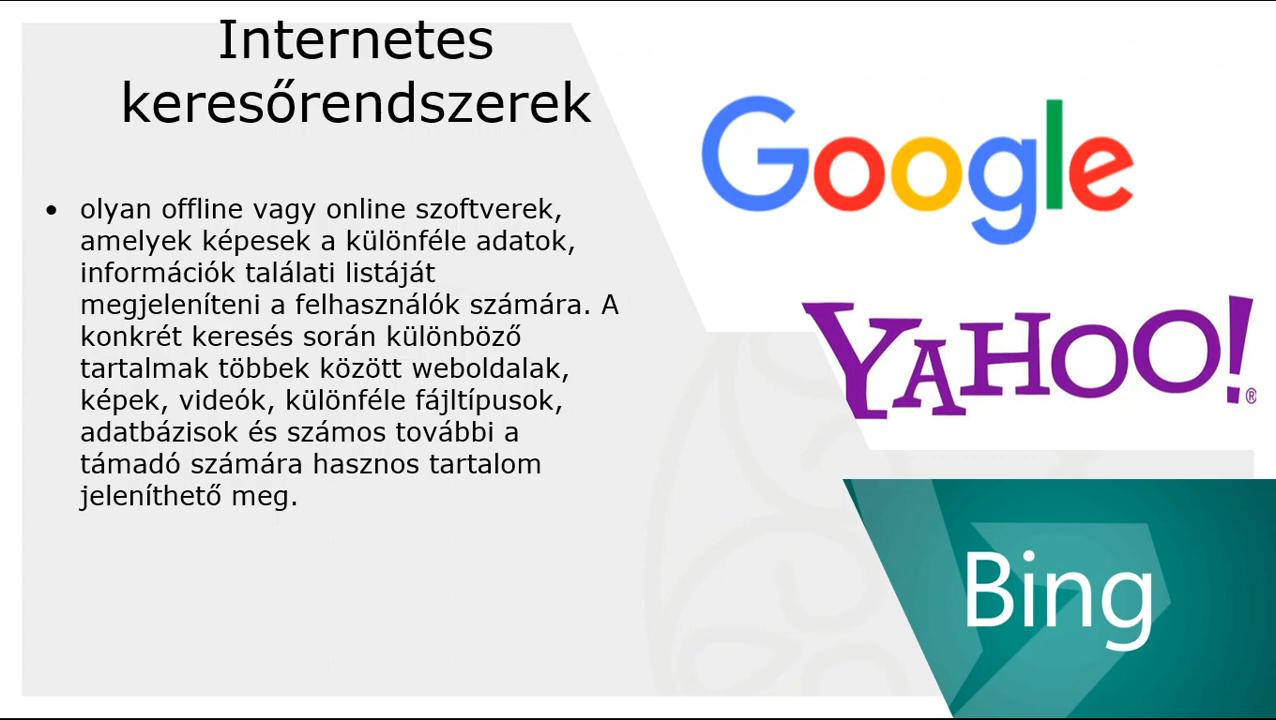 Internetes
keresőrendszerek
• olyan offline vagy online szoftverek,
amelyek képesek a különféle adatok,
információk találati listáját
megjeleníteni a felhasználók számára. A
konkrét keresés során különböző
tartalmak többek között weboldalak,
képek, videók, különféle fájltípusok,
adatbázisok és számos további a
támadó számára hasznos tartalom
jeleníthető meg.
Google
YAHOO!®
Bing